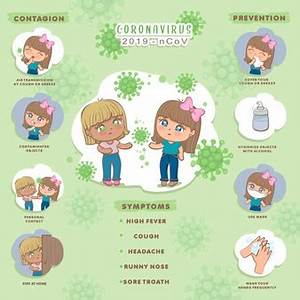 CORONAVIRUS
2019-nCoV
CONTAGION
AIR TRANSMISSION
BY COUGH OR SNEEZE
CONTAMINATED
OBJECTS
PERSONAL
CONTACT
STAY AT HOME
PREVENTION
COVER YOUR
COUGH OR SNEEZE
STERILIZE OBJECTS
WITH ALCOHOL
USE MASK
WASH YOUR
HANDS FREQUENTLY
SYMPTOMS
• HIGH FEVER
• COUGH
• HEADACHE
• RUNNY NOSE
• SORE TROATH